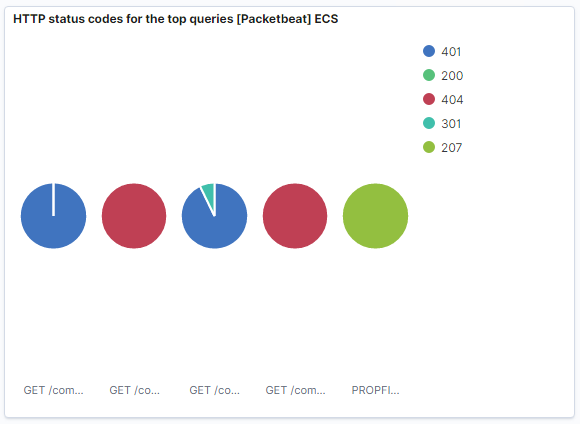 HTTP status codes for the top queries [Packetbeat] ECS
401
200
404
301
207
GET /com... GET /co... GET /co... GET /com... PROPFI...